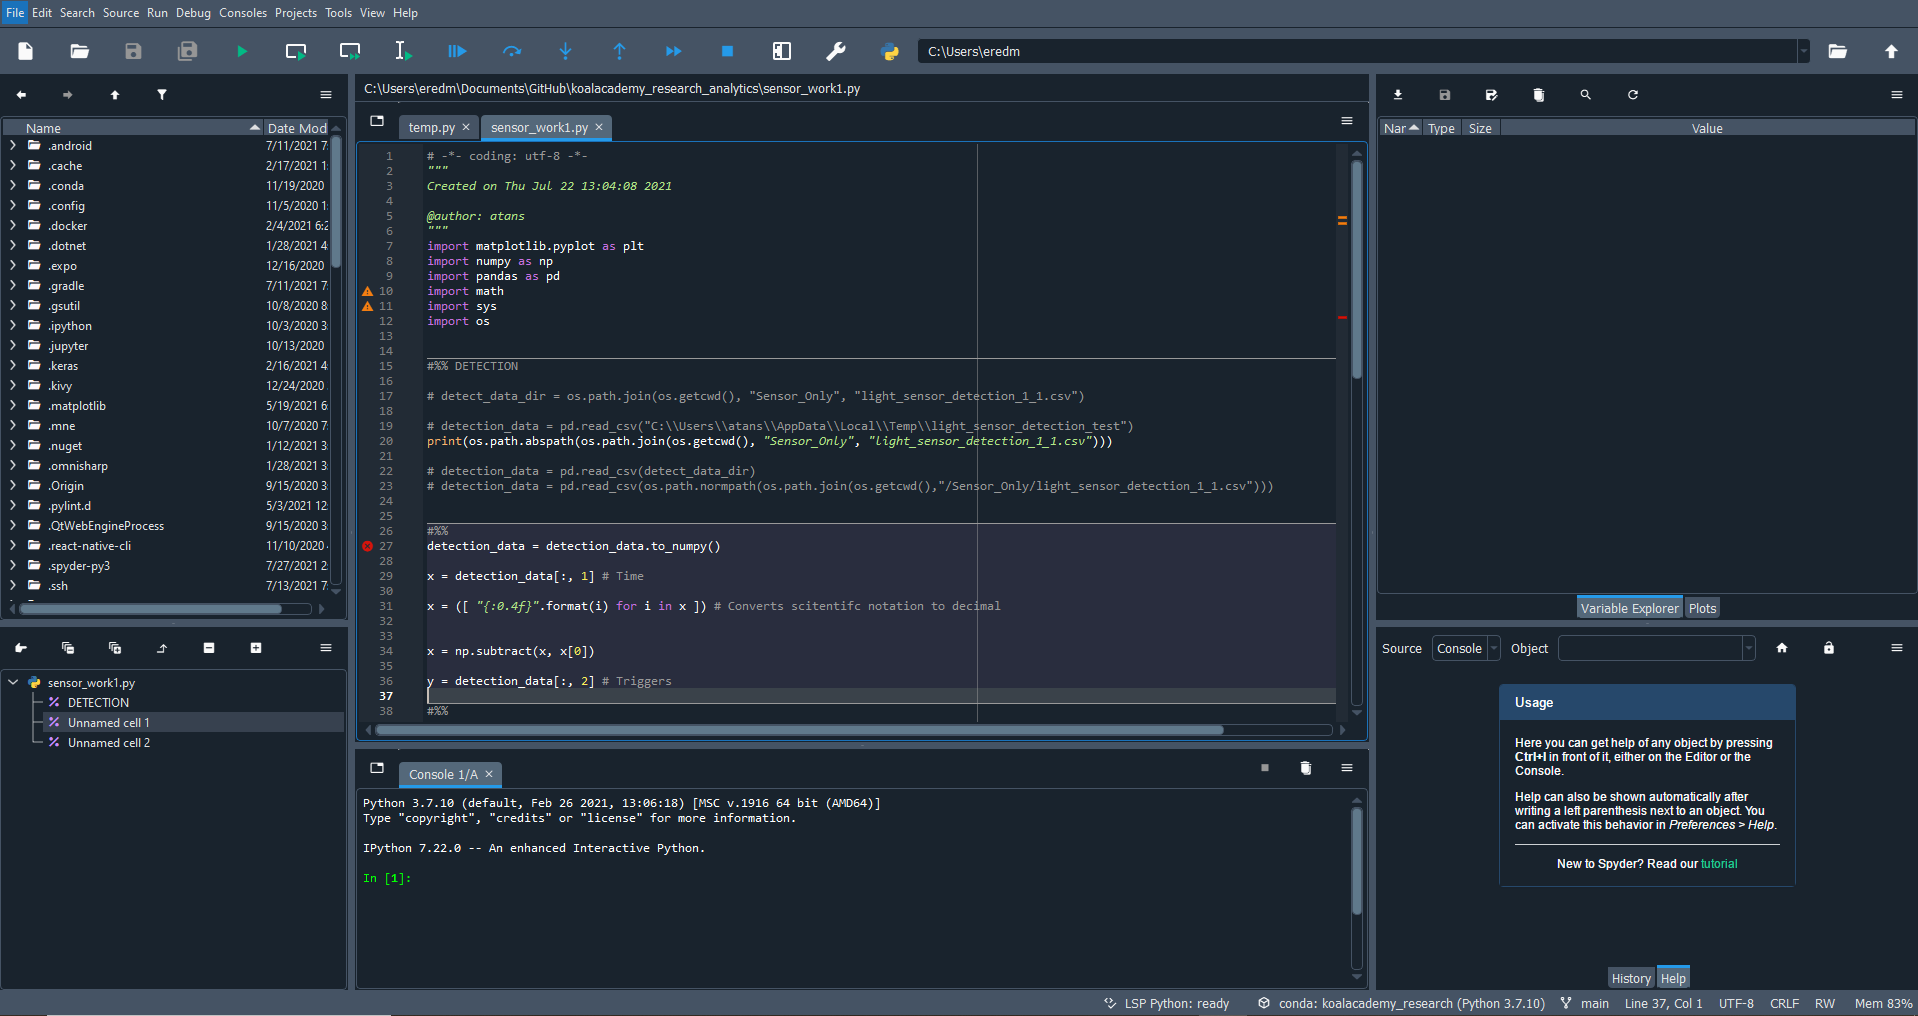 File Edit Search Source Run Debug Consoles Projects Tools View Help
C:\Users\eredm
Name Date Mod
.android 7/11/2021 7:
.cache 2/17/2021 1:
.conda 11/19/2020
.config 11/5/2020 1:
.docker 2/4/2021 6:2
.dotnet 1/28/2021 4:
.expo 12/16/2020
.gradle 7/11/2021 7:
.gsutil 10/8/2020 8:
.ipython 10/3/2020 3:
.jupyter 10/13/2020
.keras 2/16/2021 4:
.kivy 12/24/2020
.matplotlib 5/19/2021 6:
.mne 10/7/2020 7:
.nuget 1/12/2021 3:
.omnisharp 1/28/2021 3:
.Origin 9/15/2020 3:
.pylint.d 5/3/2021 12:
.QtWebEngineProcess 9/15/2020 3:
.react-native-cli 11/10/2020
.spyder-py3 7/27/2021 2:
.ssh 7/13/2021 7:
sensor_work1.py
DETECTION
Unnamed cell 1
Unnamed cell 2
C:\Users\eredm\Documents\GitHub\koalacademy_research_analytics\sensor_work1.py
temp.py sensor_work1.py
1 # -*- coding: utf-8 -*-
2 """
3 Created on Thu Jul 22 13:04:08 2021
4
5 @author: atans
6 """
7 import matplotlib.pyplot as plt
8 import numpy as np
9 import pandas as pd
10 import math
11 import sys
12 import os
13
14
15 #%% DETECTION
16
17 # detect_data_dir = os.path.join(os.getcwd(), "Sensor_Only", "light_sensor_detection_1_1.csv")
18
19 # detection_data = pd.read_csv("C:\\Users\\atans\\AppData\\Local\\Temp\\light_sensor_detection_test")
20 print(os.path.abspath(os.path.join(os.getcwd(), "Sensor_Only", "light_sensor_detection_1_1.csv")))
21
22 # detection_data = pd.read_csv(detect_data_dir)
23 # detection_data = pd.read_csv(os.path.normpath(os.path.join(os.getcwd(),"/Sensor_Only/light_sensor_detection_1_1.csv")))
24
25
26 #%%
27 detection_data = detection_data.to_numpy()
28
29 x = detection_data[:, 1] # Time
30
31 x = ([ "{:0.4f}".format(i) for i in x ]) # Converts scitentifc notation to decimal
32
33
34 x = np.subtract(x, x[0])
35
36 y = detection_data[:, 2] # Triggers
37
38 #%%
Console 1/A
Python 3.7.10 (default, Feb 26 2021, 13:06:18) [MSC v.1916 64 bit (AMD64)]
Type "copyright", "credits" or "license" for more information.
IPython 7.22.0 -- An enhanced Interactive Python.
In [1]:
Nar Type Size Value
Variable Explorer Plots
Source Console Object
Usage
Here you can get help of any object by pressing
Ctrl+I in front of it, either on the Editor or the
Console.
Help can also be shown automatically after
writing a left parenthesis next to an object. You
can activate this behavior in Preferences > Help.
New to Spyder? Read our tutorial
History Help
LSP Python: ready conda: koalacademy_research (Python 3.7.10) main Line 37, Col 1 UTF-8 CRLF RW Mem 83%